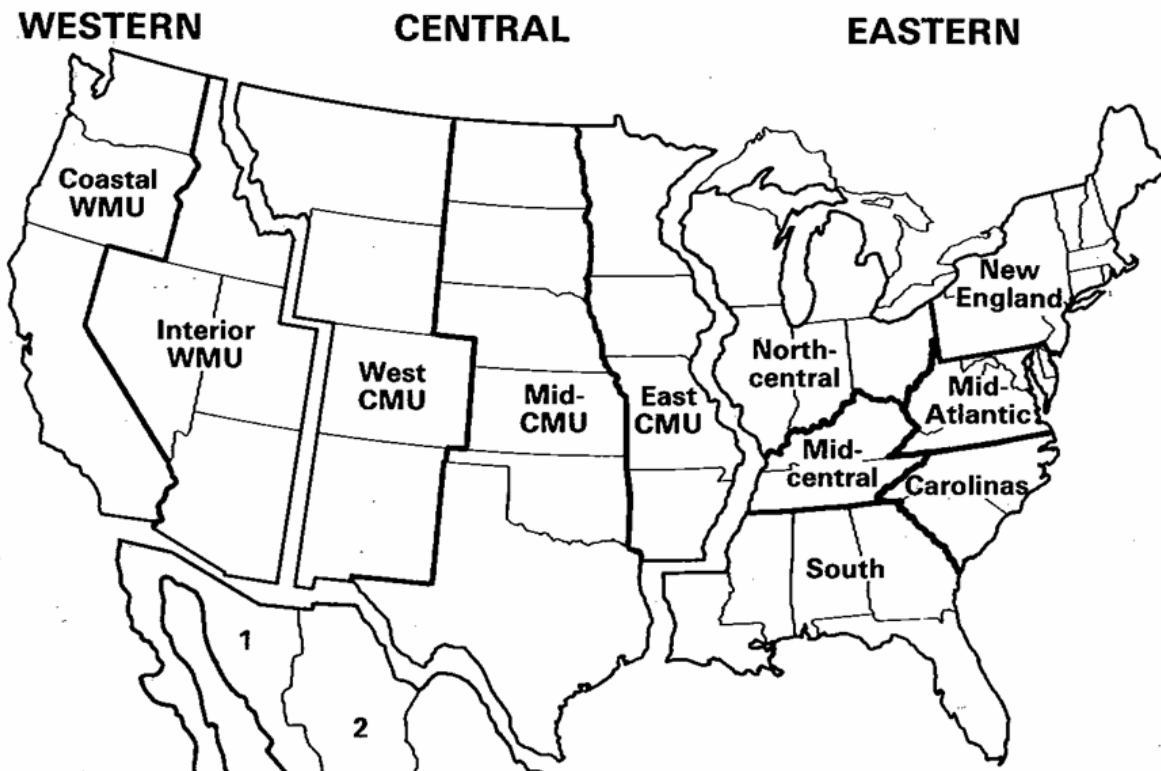 WESTERN
CENTRAL
EASTERN
Coastal
WMU
Interior
WMU
West
CMU
Mid-
CMU
East
CMU
North-
central
New
England
Mid-
Atlantic
Mid-
central
Carolinas
South
1
2